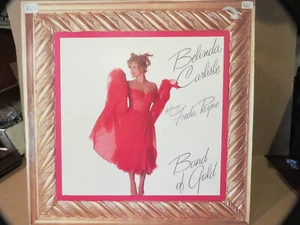 Belinda
Carlisle
featuring
Freda Payne
Band
of Gold